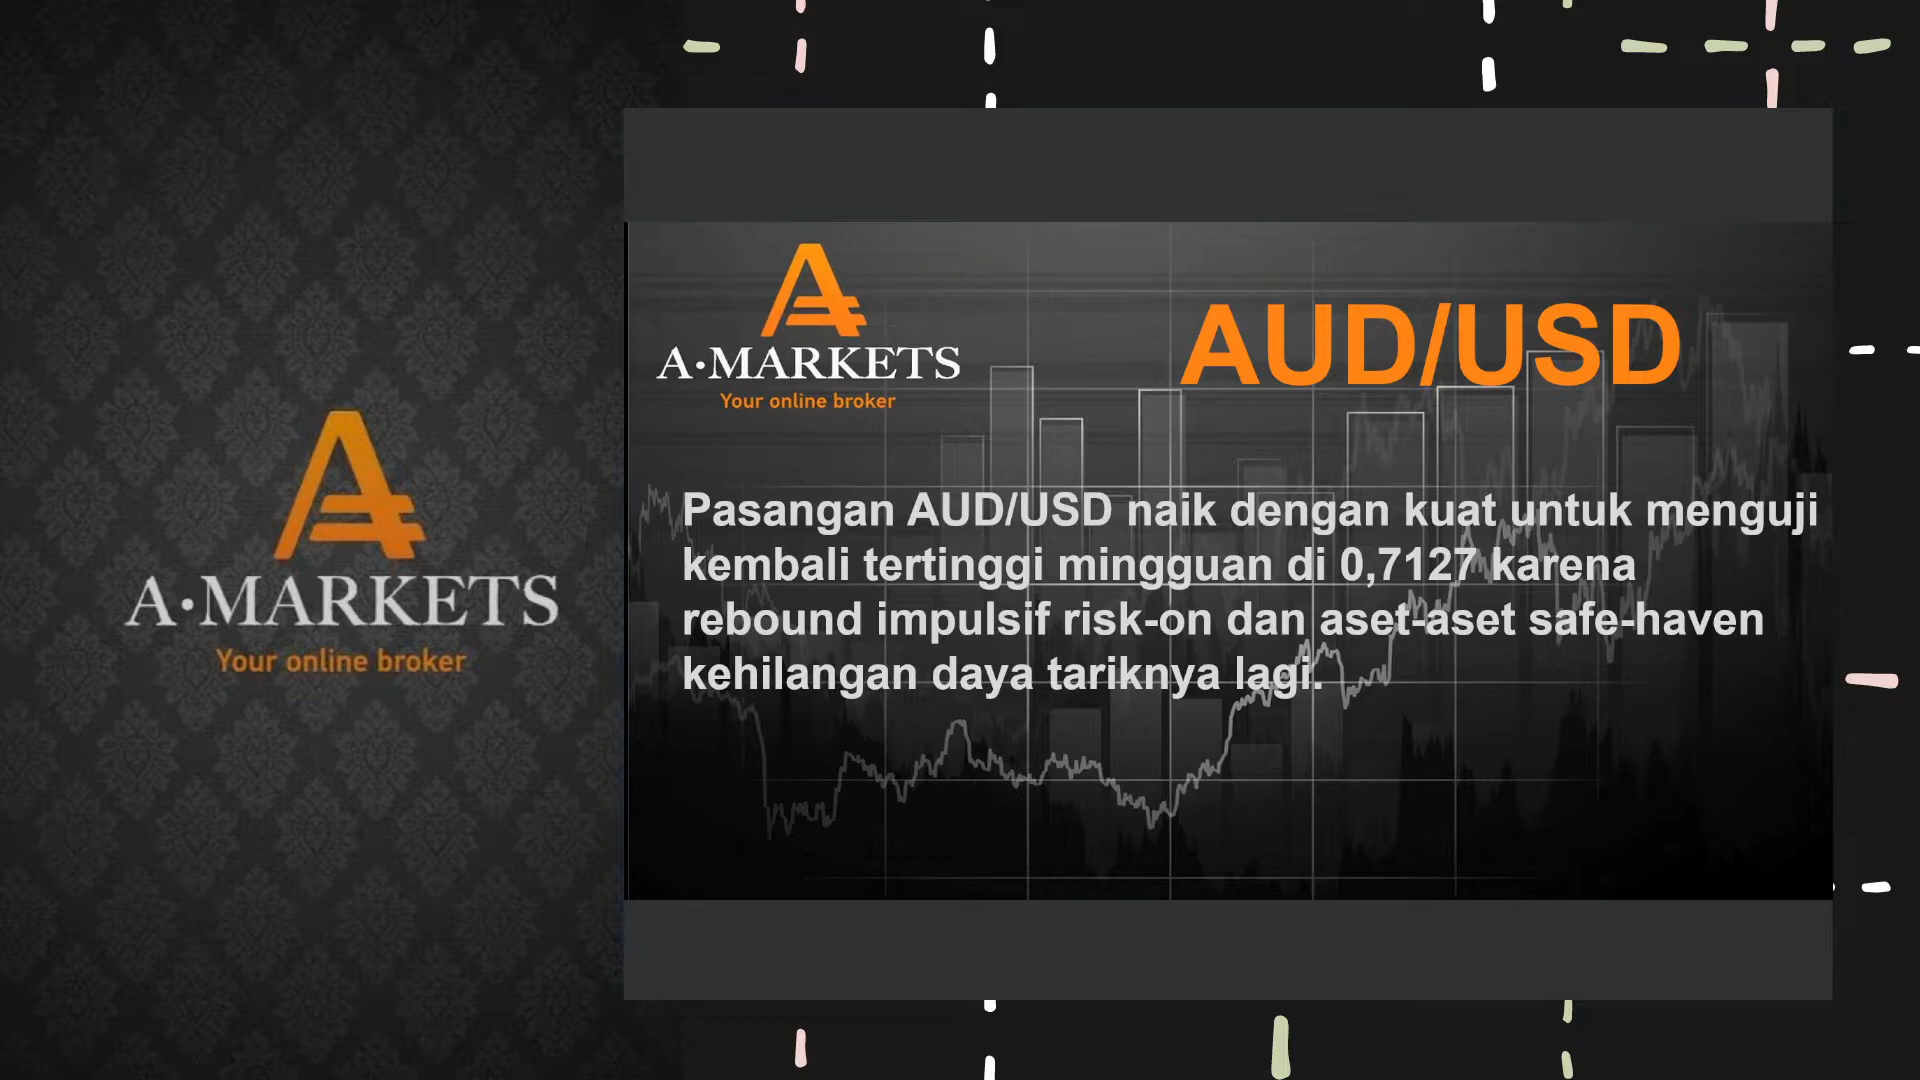 A·MARKETS
Your online broker
A·MARKETS
Your online broker
AUD/USD
Pasangan AUD/USD naik dengan kuat untuk menguji
kembali tertinggi mingguan di 0,7127 karena
rebound impulsif risk-on dan aset-aset safe-haven
kehilangan daya tariknya lagi.